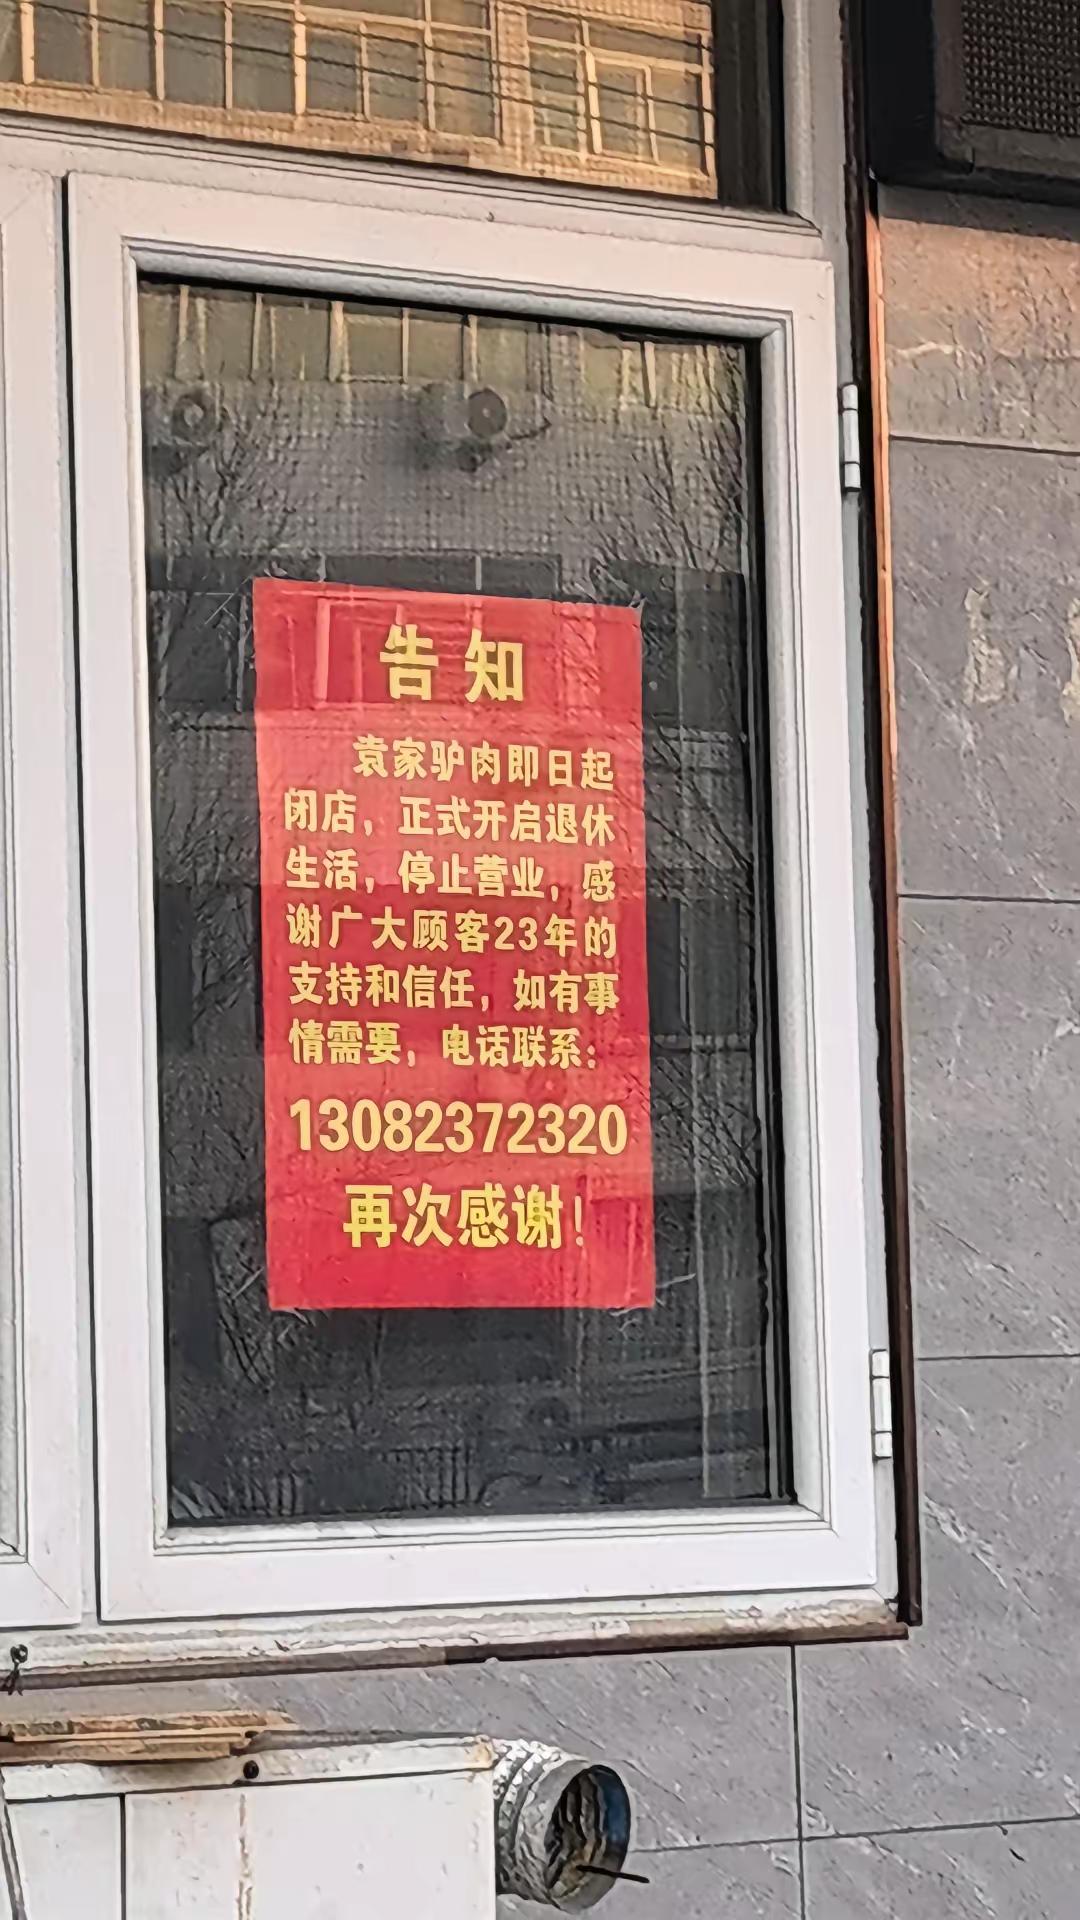 告知
袁家驴肉即日起
闭店，正式开启退休
生活，停止营业，感
谢广大顾客23年的
支持和信任，如有事
情需要，电话联系：
13082372320
再次感谢！